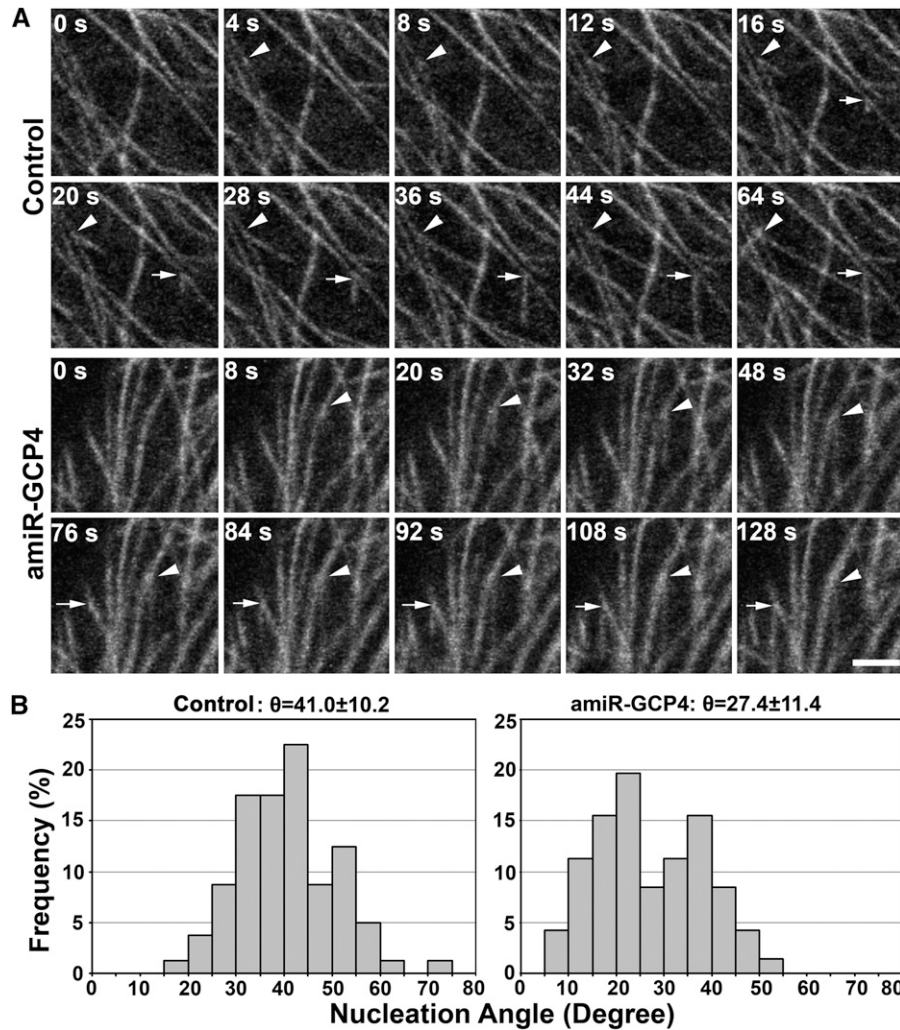 A
Control
0 s 4 s 8 s 12 s 16 s
20 s 28 s 36 s 44 s 64 s
amiR-GCP4
0 s 8 s 20 s 32 s 48 s
76 s 84 s 92 s 108 s 128 s
B
Control: θ=41.0±10.2 amiR-GCP4: θ=27.4±11.4
Frequency (%)
25 25
20 20
15 15
10 10
5 5
0 0
0 10 20 30 40 50 60 70 80 0 10 20 30 40 50 60 70 80
Nucleation Angle (Degree)